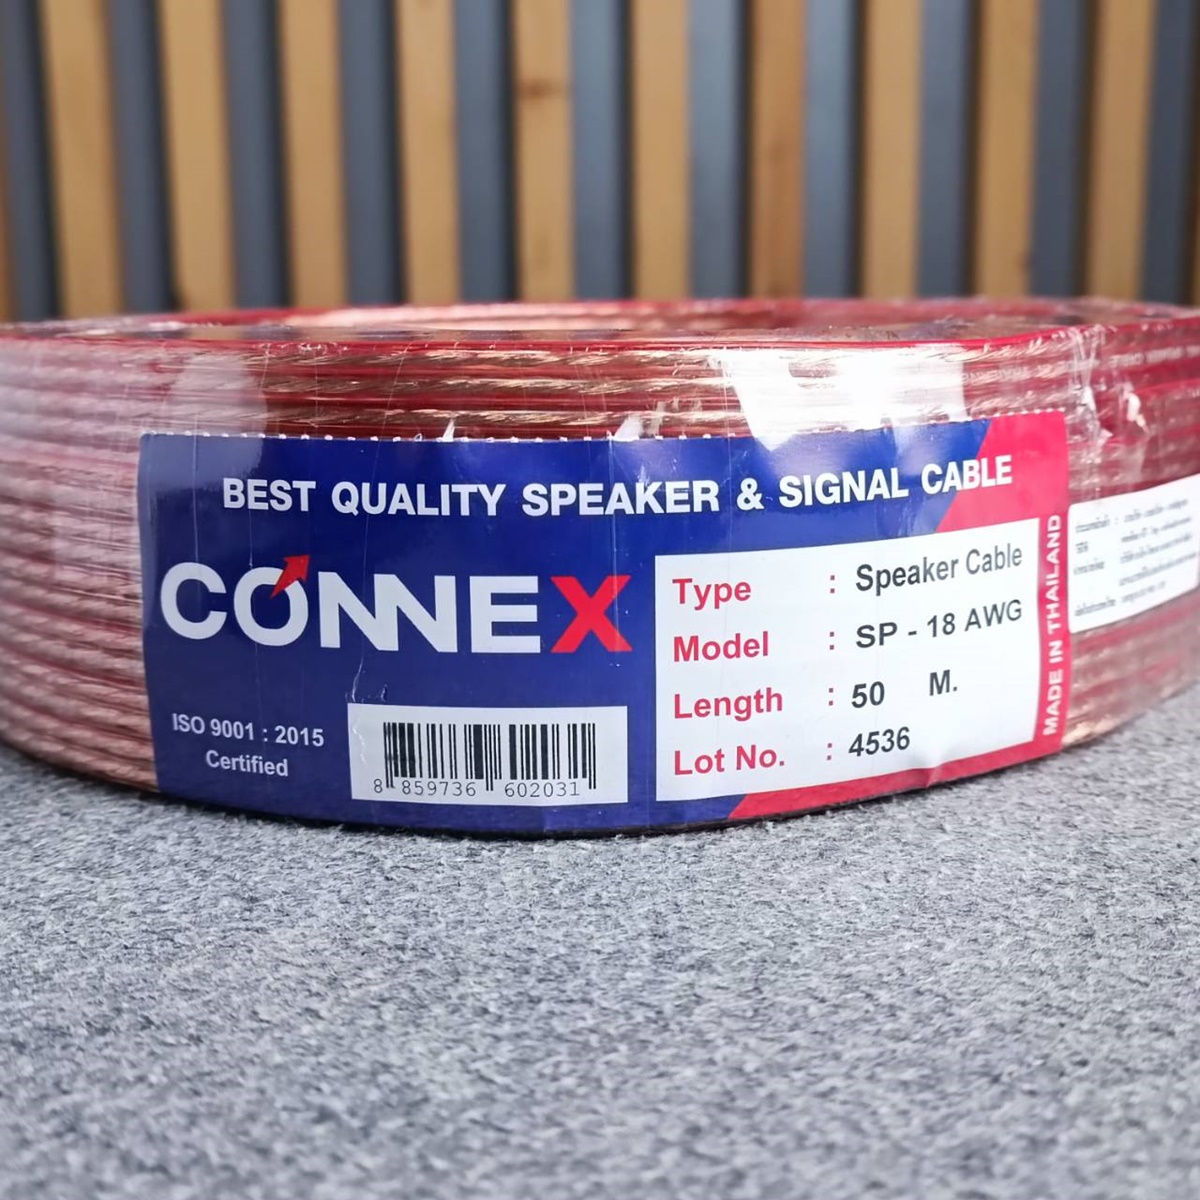 BEST QUALITY SPEAKER & SIGNAL CABLE
CONNEX
ISO 9001 : 2015
Certified
8 859736 602031
Type : Speaker Cable
Model : SP - 18 AWG
Length : 50 M.
Lot No. : 4536
MADE IN THAILAND